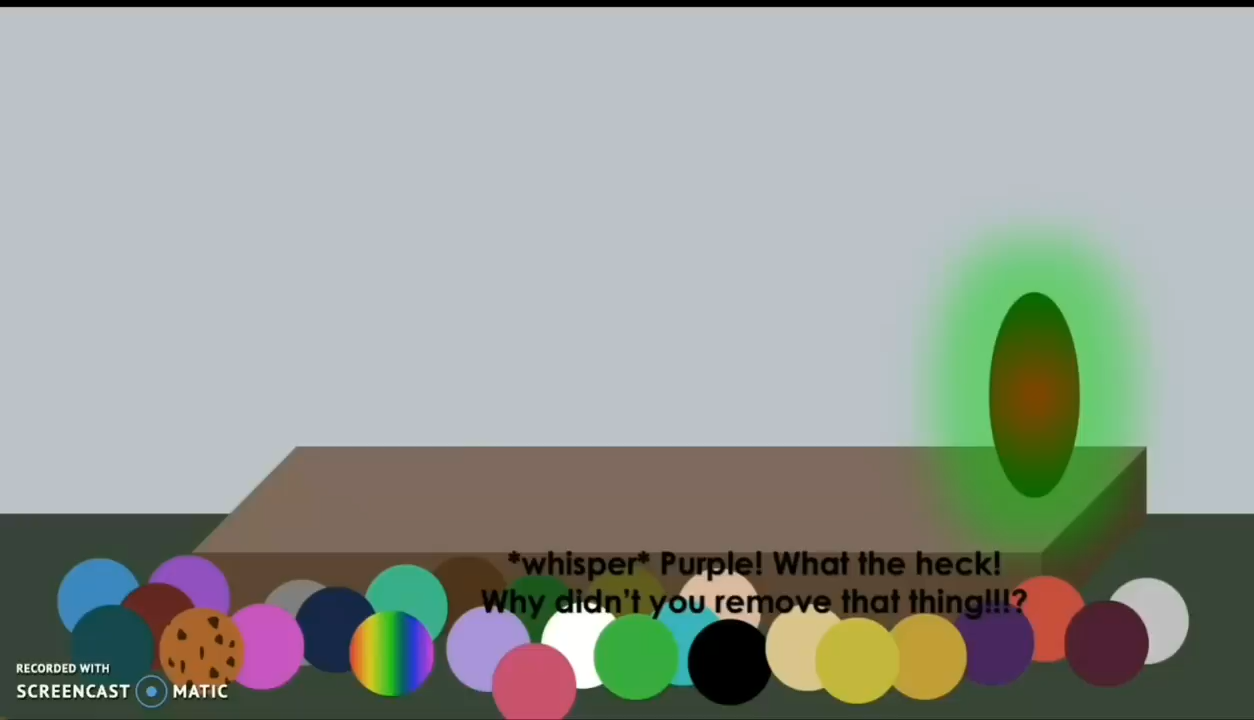 *whisper* Purple! What the heck!
Why didn't you remove that thing!!!?
RECORDED WITH
SCREENCAST MATIC